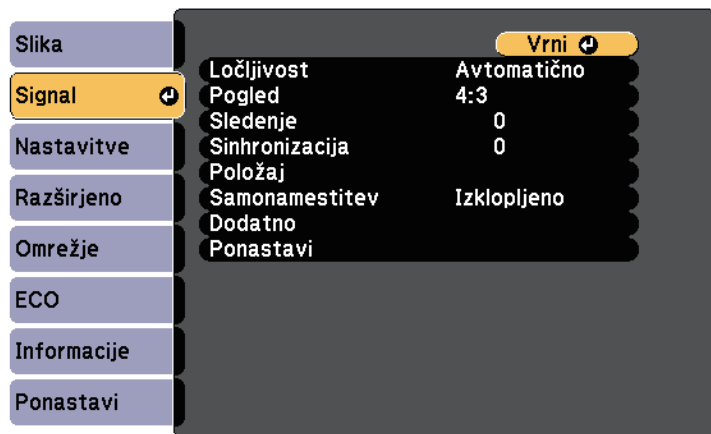 Slika
Signal
Nastavitve
Razširjeno
Omrežje
ECO
Informacije
Ponastavi
Vrni
Ločljivost Avtomatično
Pogled 4:3
Sledenje 0
Sinhronizacija 0
Položaj
Samonamestitev Izklopljeno
Dodatno
Ponastavi